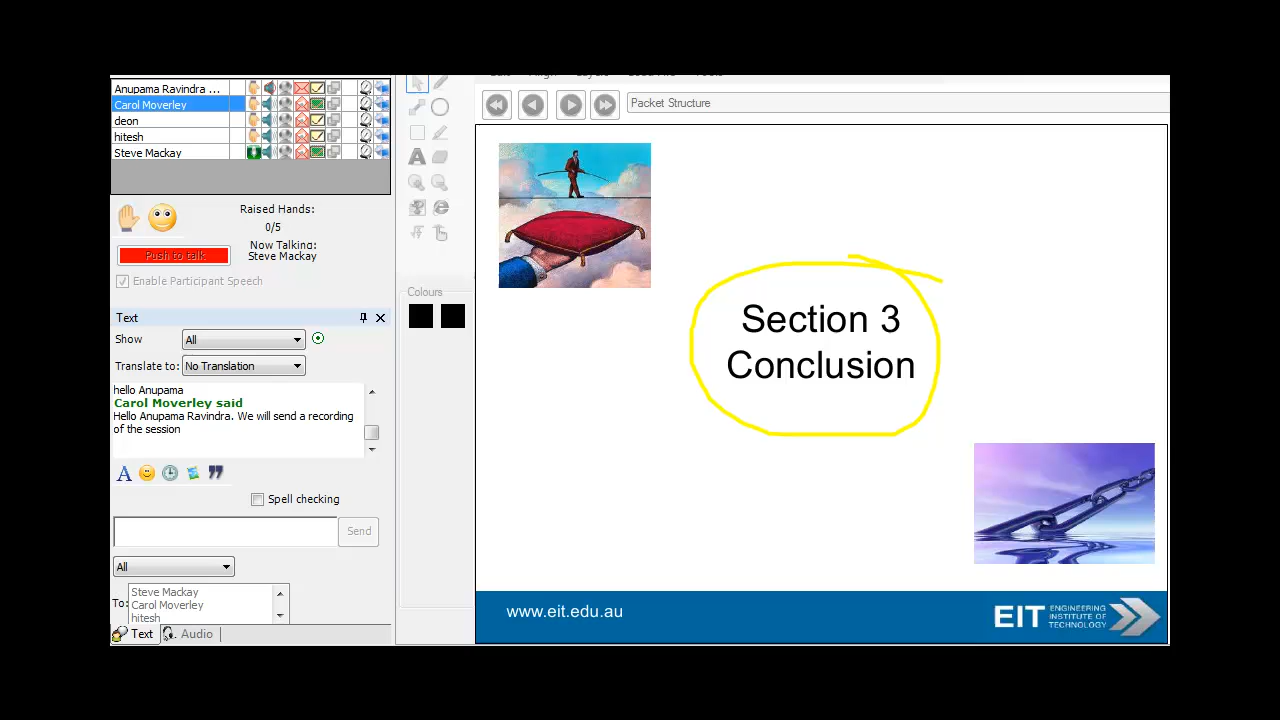 Anupama Ravindra ...
Carol Moverley
deon
hitesh
Steve Mackay
Raised Hands:
0/5
Now Talking:
Steve Mackay
Push to talk
Enable Participant Speech
Text
Show
All
Translate to:
No Translation
hello Anupama
Carol Moverley said
Hello Anupama Ravindra. We will send a recording
of the session
Spell checking
Send
All
To:
Steve Mackay
Carol Moverley
hitesh
Text
Audio
Colours
Packet Structure
Section 3
Conclusion
www.eit.edu.au
EIT
ENGINEERING
INSTITUTE OF
TECHNOLOGY